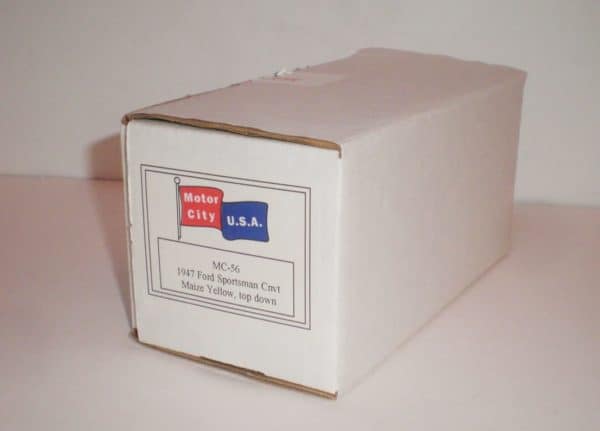 Motor
City
U.S.A.
MC-56
1947 Ford Sportsman Cnvt
Maize Yellow, top down